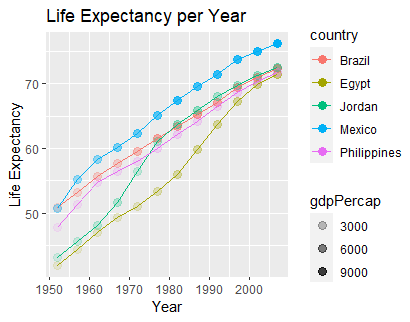 Life Expectancy per Year
Life Expectancy
70
60
50
1950 1960 1970 1980 1990 2000
Year
country
Brazil
Egypt
Jordan
Mexico
Philippines
gdpPercap
3000
6000
9000